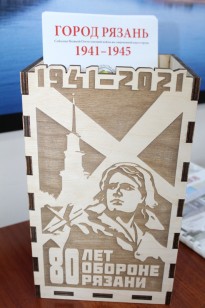 ГОРОД РЯЗАНЬ
1941–1945
1941-2021
80 ЛЕТ
ОБОРОНЕ
РЯЗАНИ